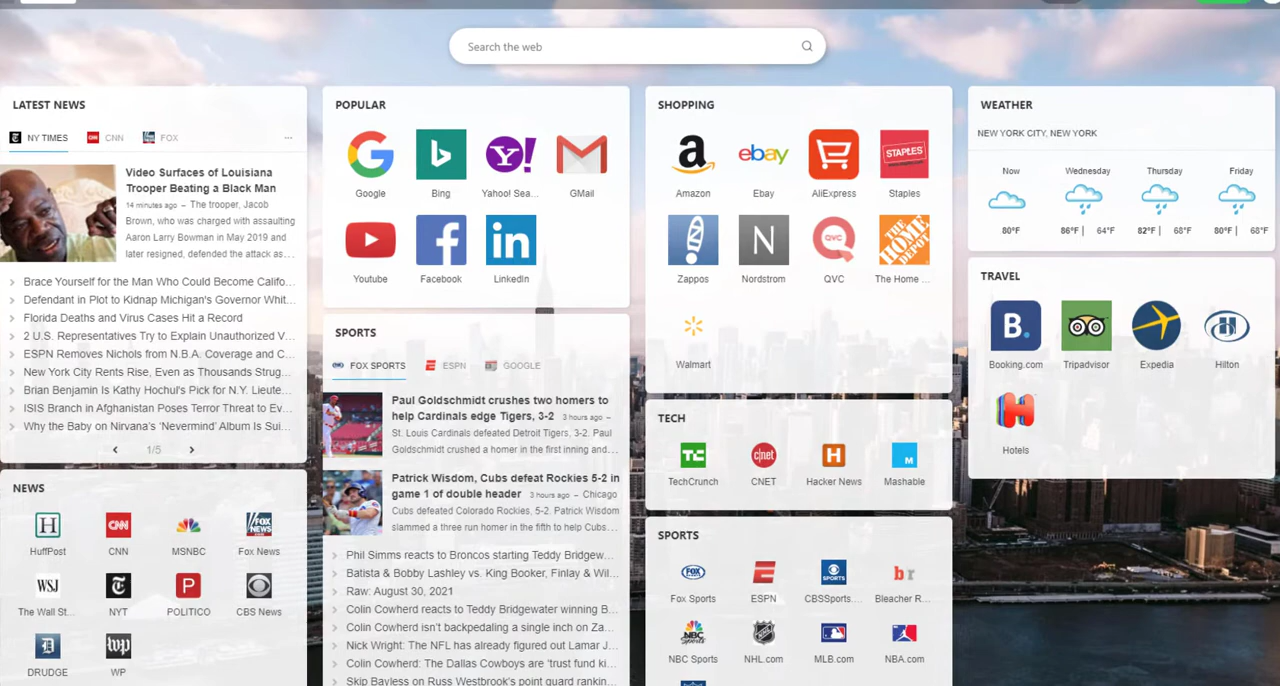 Search the web
LATEST NEWS
NY TIMES
CNN
FOX
Video Surfaces of Louisiana
Trooper Beating a Black Man
14 minutes ago – The trooper, Jacob
Brown, who was charged with assaulting
Aaron Larry Bowman in May 2019 and
later resigned, defended the attack as…
Brace Yourself for the Man Who Could Become Califo…
Defendant in Plot to Kidnap Michigan's Governor Whit…
Florida Deaths and Virus Cases Hit a Record
2 U.S. Representatives Try to Explain Unauthorized V…
ESPN Removes Nichols from N.B.A. Coverage and C…
New York City Rents Rise, Even as Thousands Strug…
Brian Benjamin Is Kathy Hochul's Pick for N.Y. Lieute…
ISIS Branch in Afghanistan Poses Terror Threat to Ev…
Why the Baby on Nirvana's 'Nevermind' Album Is Sui…
1/5
NEWS
HuffPost
CNN
MSNBC
Fox News
The Wall St…
NYT
POLITICO
CBS News
DRUDGE
WP
POPULAR
Google
Bing
Yahoo! Sea…
GMail
Youtube
Facebook
LinkedIn
SPORTS
FOX SPORTS
ESPN
GOOGLE
Paul Goldschmidt crushes two homers to
help Cardinals edge Tigers, 3-2 3 hours ago –
St. Louis Cardinals defeated Detroit Tigers, 3-2. Paul
Goldschmidt crushed a homer in the first inning and…
Patrick Wisdom, Cubs defeat Rockies 5-2 in
game 1 of double header 3 hours ago – Chicago
Cubs defeated Colorado Rockies, 5-2. Patrick Wisdom
slammed a three run homer in the fifth to help Cubs…
Phil Simms reacts to Broncos starting Teddy Bridgew…
Batista & Bobby Lashley vs. King Booker, Finlay & Wil…
Raw: August 30, 2021
Colin Cowherd reacts to Teddy Bridgewater winning B…
Colin Cowherd isn't backpedaling a single inch on Za…
Nick Wright: The NFL has already figured out Lamar J…
Colin Cowherd: The Dallas Cowboys are 'trust fund ki…
Skip Bayless on Russ Westbrook's point guard rankin…
SHOPPING
Amazon
ebay
Ebay
AliExpress
STAPLES
Staples
Zappos
N
Nordstrom
QVC
QVC
THE HOME DEPOT
The Home …
Walmart
TECH
TC
TechCrunch
c|net
CNET
H
Hacker News
M
Mashable
SPORTS
FOX
Fox Sports
ESPN
CBS SPORTS
CBSSports.…
br
Bleacher R…
NBC Sports
NBC Sports
NHL.com
MLB.com
NBA.com
WEATHER
NEW YORK CITY, NEW YORK
Now
Wednesday
Thursday
Friday
80°F
86°F | 64°F
82°F | 68°F
80°F | 68°F
TRAVEL
B.
Booking.com
Tripadvisor
Expedia
Hilton
Hotels